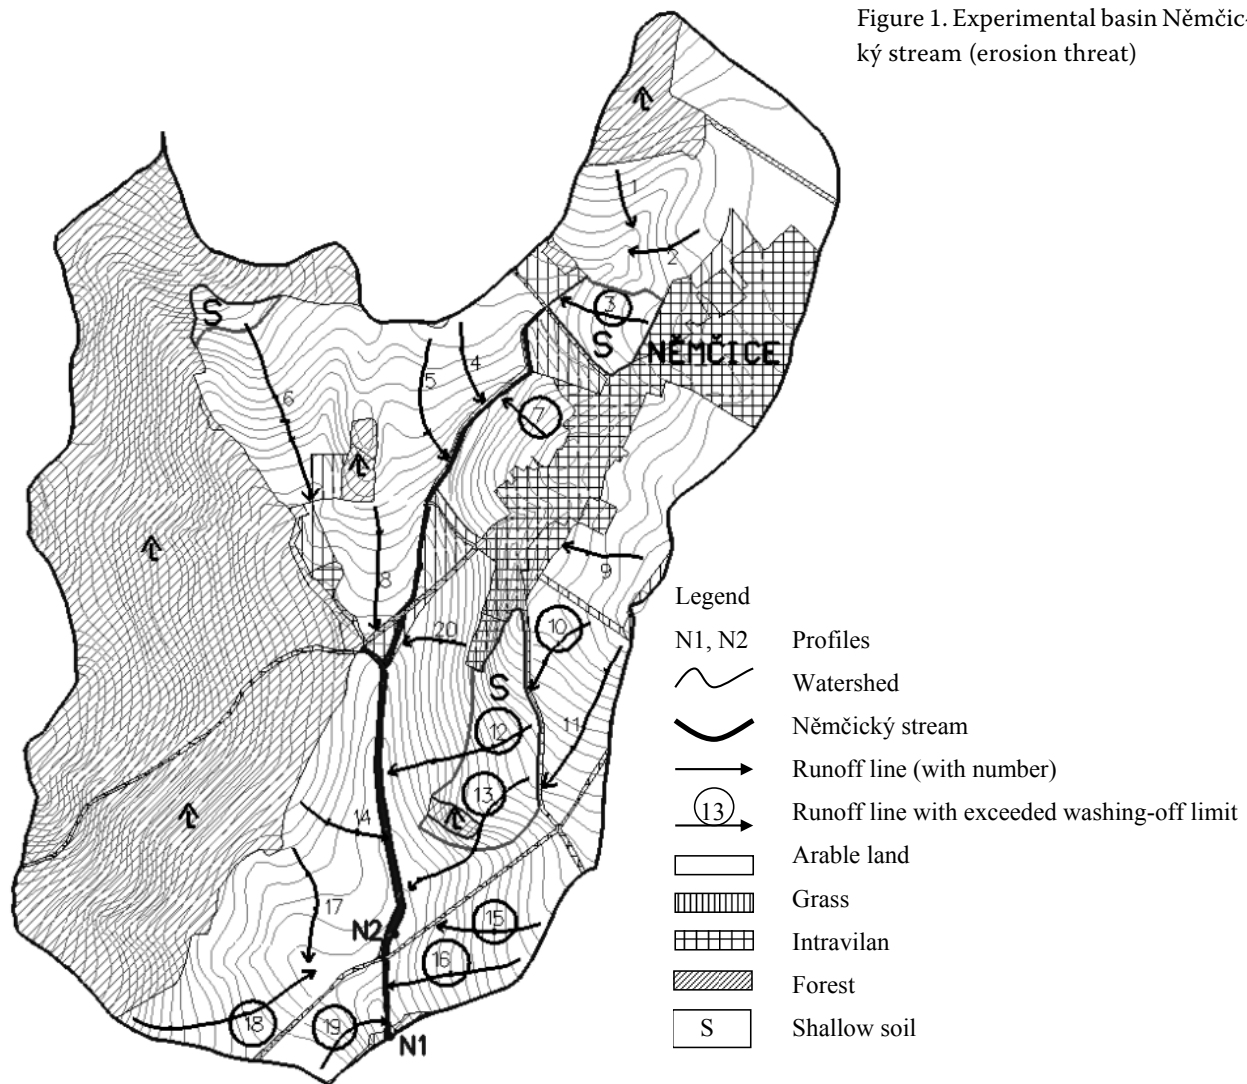 Figure 1. Experimental basin Němčic-
ký stream (erosion threat)
1
2
3
S
S
NĚMČICE
4
5
6
7
8
9
20
10
S
11
12
13
14
17
15
N2
16
18
19
N1
Legend
N1, N2 Profiles
Watershed
Němčický stream
Runoff line (with number)
13 Runoff line with exceeded washing-off limit
Arable land
Grass
Intravilan
Forest
S Shallow soil